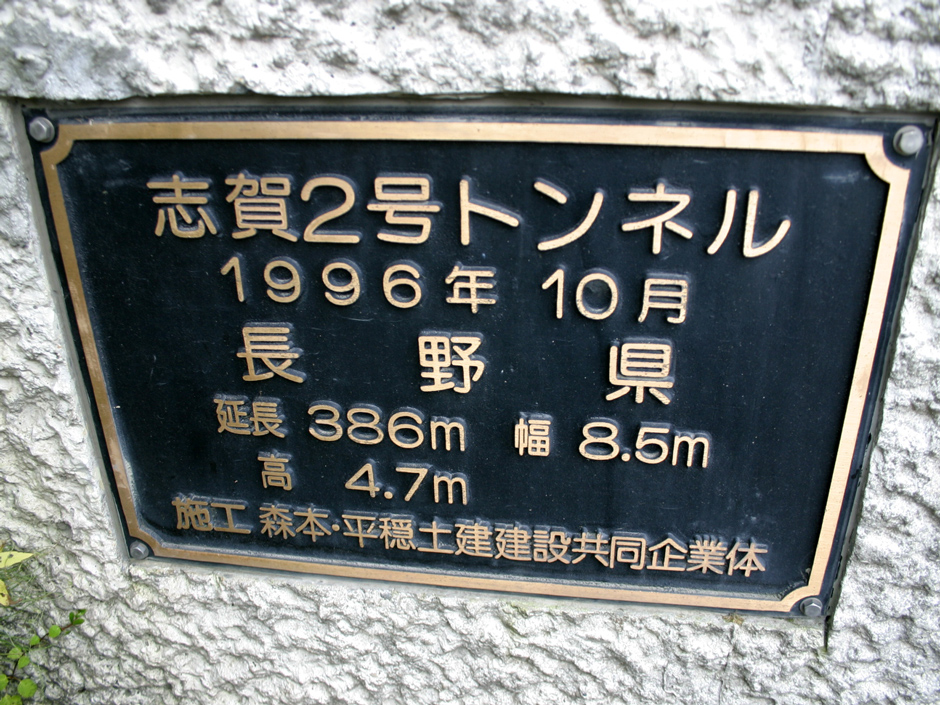 志賀2号トンネル
1996年 10月
長野県
延長 386m 幅 8.5m
高 4.7m
施工 森本・平穏土建建設共同企業体